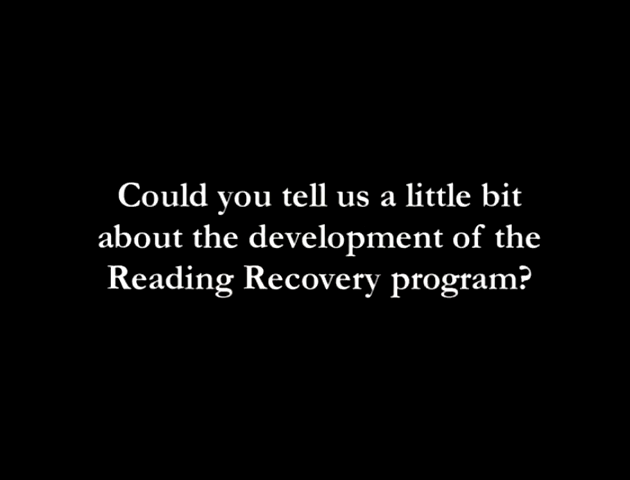 Could you tell us a little bit
about the development of the
Reading Recovery program?